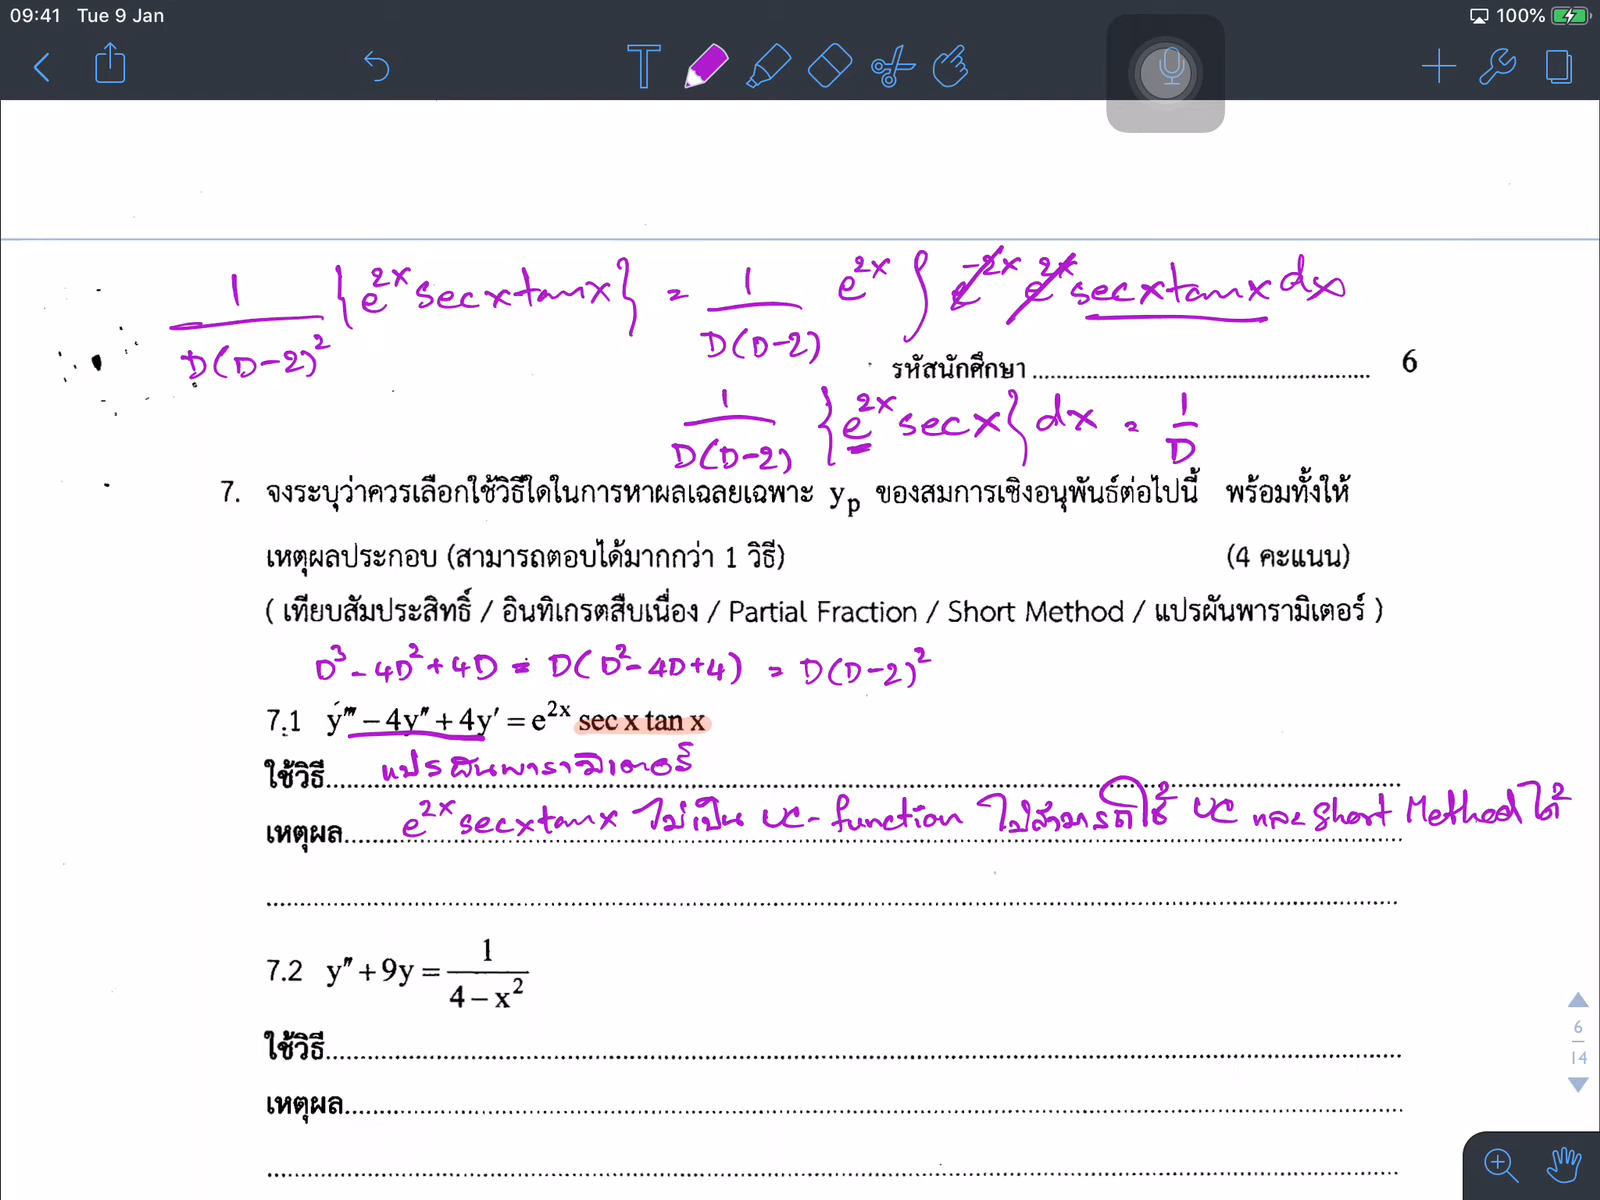 09:41 Tue 9 Jan 100%
1/D(D-2)² {e^2x secxtanx} = 1/D(D-2) e^2x ∫ e^-2x e^2x secxtanx dx
รหัสนักศึกษา........................ 6
1/D(D-2) {e^2x secx} dx = 1/D
7. จงระบุว่าควรเลือกใช้วิธีใดในการหาผลเฉลยเฉพาะ yp ของสมการเชิงอนุพันธ์ต่อไปนี้ พร้อมทั้งให้
เหตุผลประกอบ (สามารถตอบได้มากกว่า 1 วิธี) (4 คะแนน)
( เทียบสัมประสิทธิ์ / อินทิเกรตสืบเนื่อง / Partial Fraction / Short Method / แปรผันพารามิเตอร์ )
D³ - 4D² + 4D = D(D² - 4D + 4) = D(D-2)²
7.1 y‴ − 4y″ + 4y′ = e^2x sec x tan x
ใช้วิธี..... แปรผันพารามิเตอร์
เหตุผล..... e^2x secxtanx ไม่เป็น UC-function ไม่สามารถใช้ UC และ Short Method ได้
7.2 y″ + 9y = 1/(4 − x²)
ใช้วิธี.....
เหตุผล.....
6
14